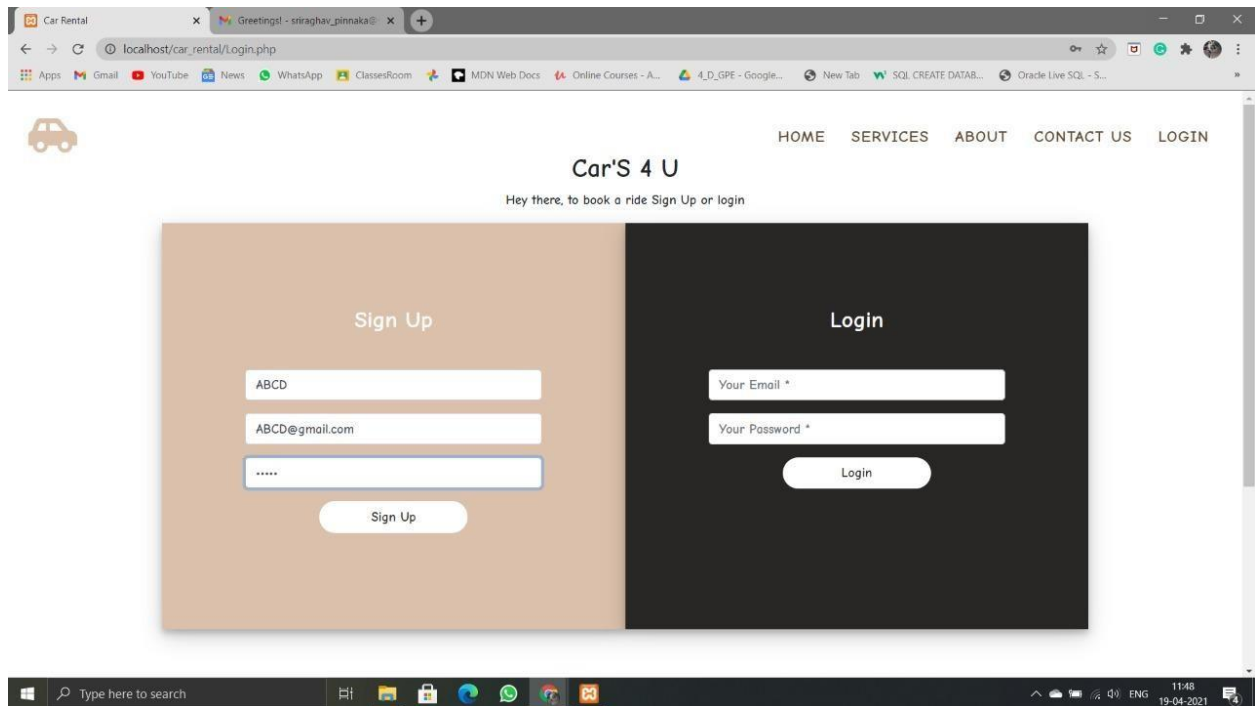 Car Rental
Greetings! - sriraghav_pinnaka@
localhost/car_rental/Login.php
Apps Gmail YouTube News WhatsApp ClassesRoom MDN Web Docs Online Courses - A... 4_D_GPE - Google... New Tab SQL CREATE DATAB... Oracle Live SQL - S... »
HOME SERVICES ABOUT CONTACT US LOGIN
Car'S 4 U
Hey there, to book a ride Sign Up or login
Sign Up
ABCD
ABCD@gmail.com
•••••
Sign Up
Login
Your Email *
Your Password *
Login
Type here to search
ENG
11:48
19-04-2021
4